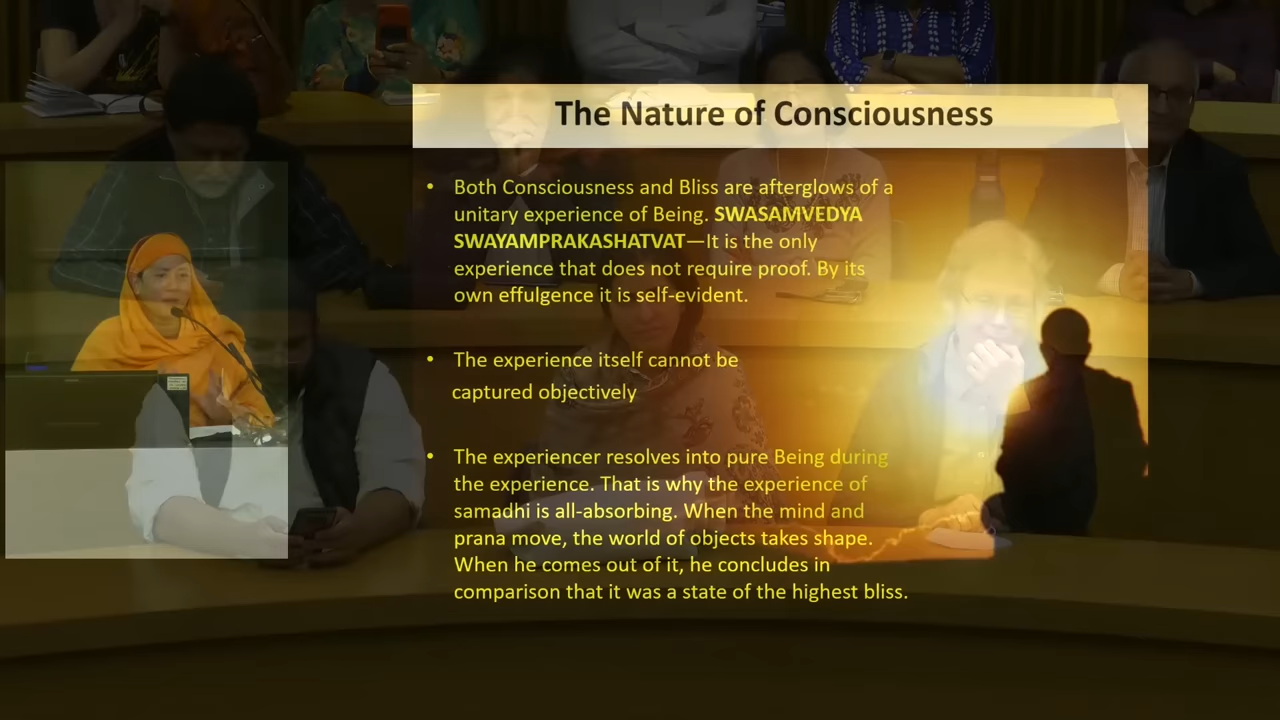 The Nature of Consciousness
• Both Consciousness and Bliss are afterglows of a
unitary experience of Being. SWASAMVEDYA
SWAYAMPRAKASHATVAT—It is the only
experience that does not require proof. By its
own effulgence it is self-evident.
• The experience itself cannot be
captured objectively
• The experiencer resolves into pure Being during
the experience. That is why the experience of
samadhi is all-absorbing. When the mind and
prana move, the world of objects takes shape.
When he comes out of it, he concludes in
comparison that it was a state of the highest bliss.